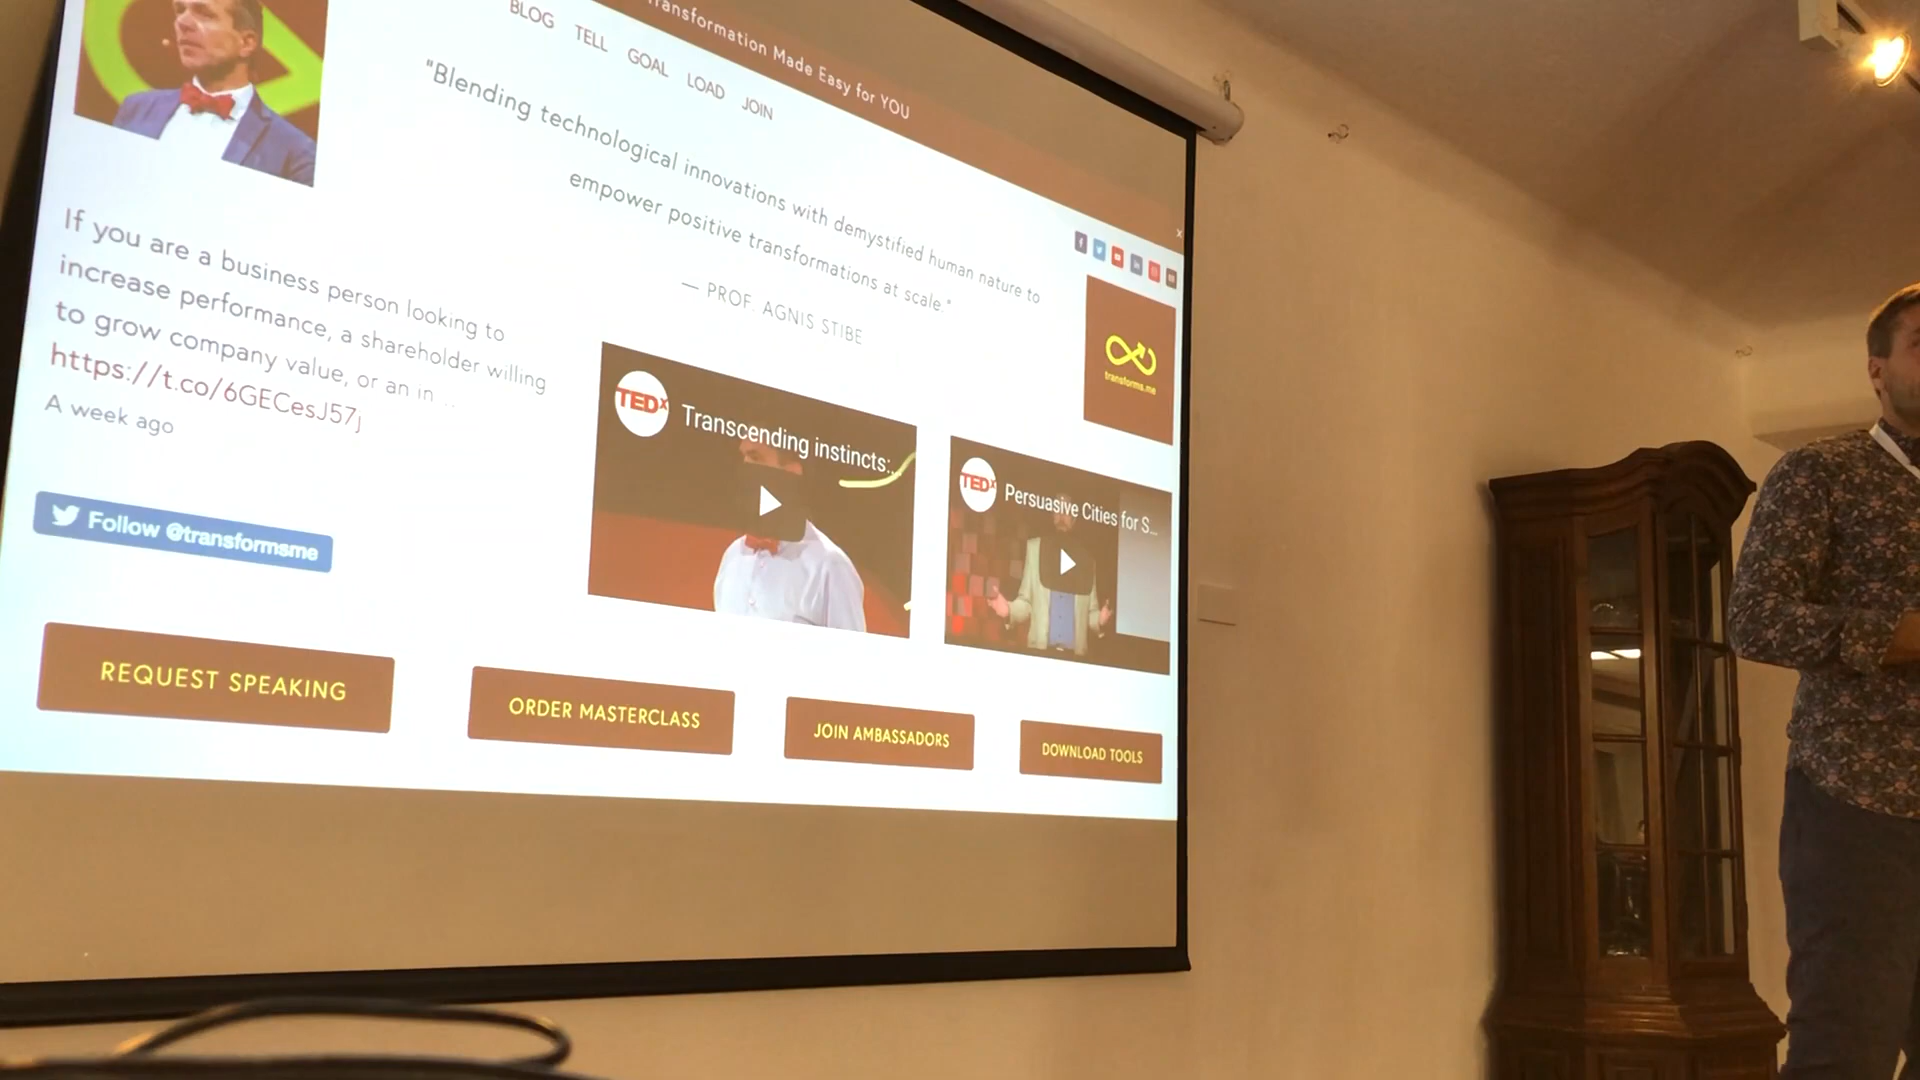 Transformation Made Easy for YOU
BLOG TELL GOAL LOAD JOIN
"Blending technological innovations with demystified human nature to
empower positive transformations at scale."
— PROF. AGNIS STIBE
If you are a business person looking to
increase performance, a shareholder willing
to grow company value, or an in ...
https://t.co/6GECesJ57j
A week ago
Follow @transformsme
transforms.me
TEDx Transcending instincts:...
TEDx Persuasive Cities for S...
REQUEST SPEAKING
ORDER MASTERCLASS
JOIN AMBASSADORS
DOWNLOAD TOOLS